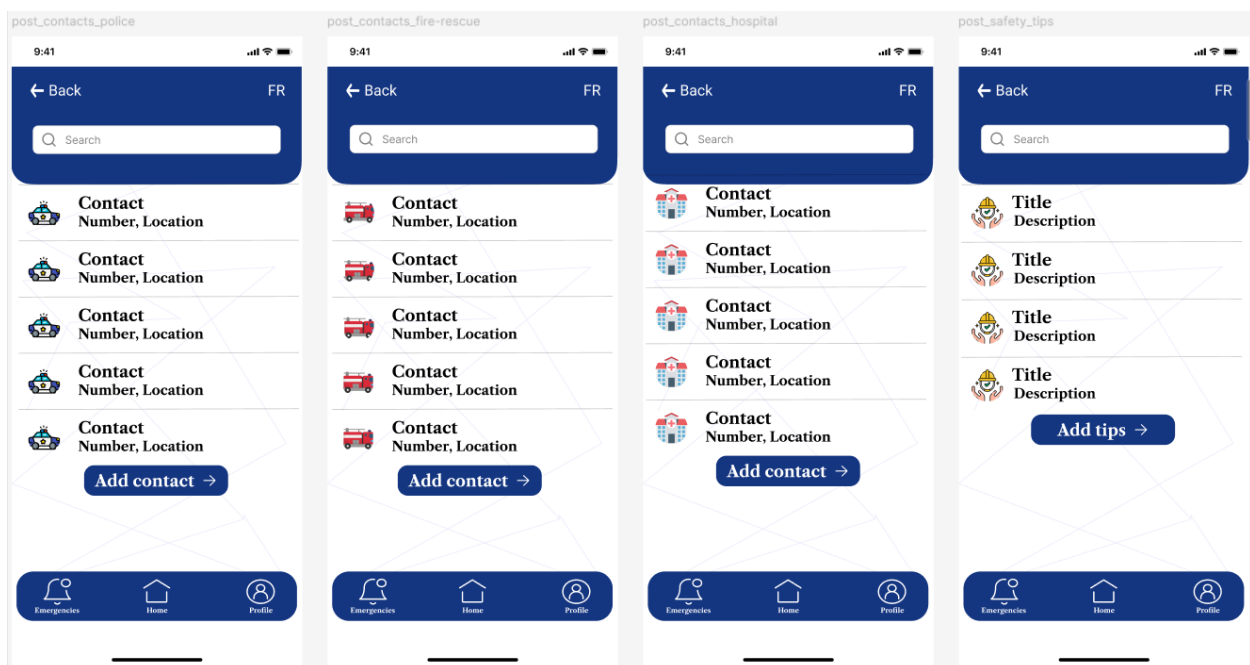 post_contacts_police
9:41
Back FR
Search
Contact
Number, Location
Contact
Number, Location
Contact
Number, Location
Contact
Number, Location
Contact
Number, Location
Add contact →
Emergencies Home Profile
post_contacts_fire-rescue
9:41
Back FR
Search
Contact
Number, Location
Contact
Number, Location
Contact
Number, Location
Contact
Number, Location
Contact
Number, Location
Add contact →
Emergencies Home Profile
post_contacts_hospital
9:41
Back FR
Search
Contact
Number, Location
Contact
Number, Location
Contact
Number, Location
Contact
Number, Location
Contact
Number, Location
Add contact →
Emergencies Home Profile
post_safety_tips
9:41
Back FR
Search
Title
Description
Title
Description
Title
Description
Title
Description
Add tips →
Emergencies Home Profile